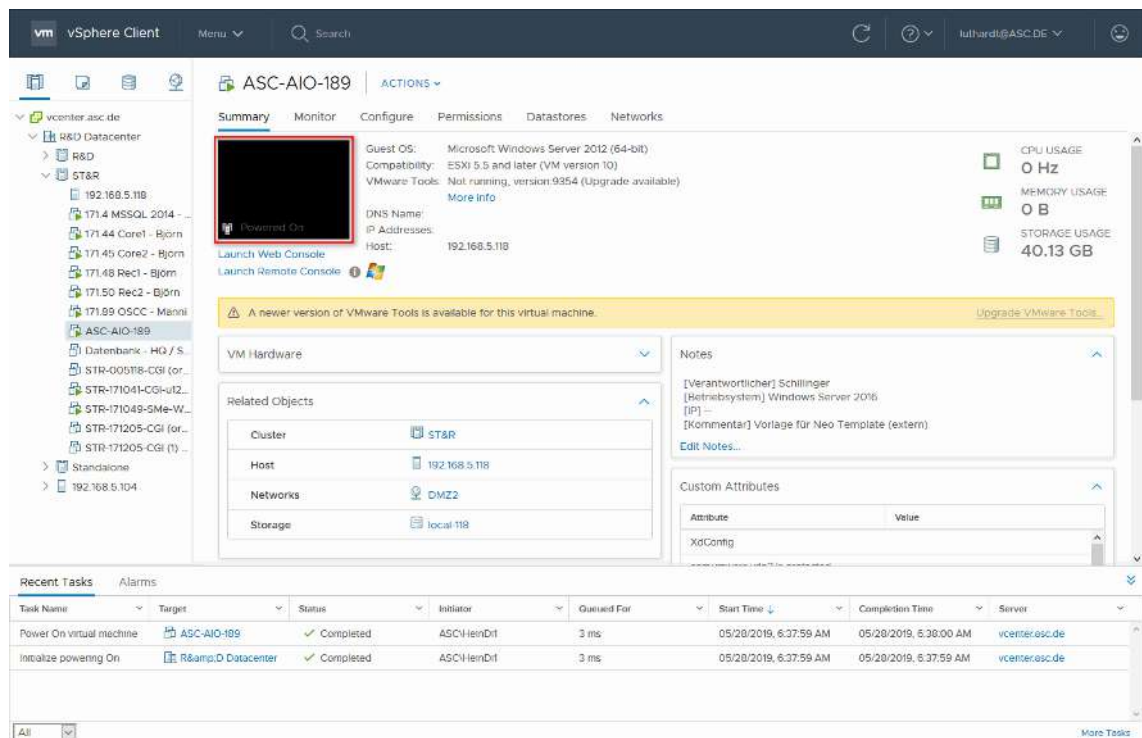 vm vSphere Client Menu Search luthardt@ASC.DE
ASC-AIO-189 ACTIONS
Summary Monitor Configure Permissions Datastores Networks
vcenter.asc.de
R&D Datacenter
R&D
ST&R
192.168.5.118
171.4 MSSQL 2014 - ...
171.44 Core1 - Björn
171.45 Core2 - Björn
171.48 Rec1 - Björn
171.50 Rec2 - Björn
171.89 OSCC - Manni
ASC-AIO-189
Datenbank - HQ / S...
STR-005118-CGI (or...
STR-171041-CGI-u12...
STR-171049-SMe-W...
STR-171205-CGI (or...
STR-171205-CGI (1) ...
Standalone
192.168.5.104
Powered On
Launch Web Console
Launch Remote Console
Guest OS: Microsoft Windows Server 2012 (64-bit)
Compatibility: ESXi 5.5 and later (VM version 10)
VMware Tools: Not running, version:9354 (Upgrade available)
More info
DNS Name:
IP Addresses:
Host: 192.168.5.118
CPU USAGE
0 Hz
MEMORY USAGE
0 B
STORAGE USAGE
40.13 GB
A newer version of VMware Tools is available for this virtual machine. Upgrade VMware Tools...
VM Hardware
Related Objects
Cluster ST&R
Host 192.168.5.118
Networks DMZ2
Storage local-118
Notes
[Verantwortlicher] Schillinger
[Betriebsystem] Windows Server 2016
[IP] --
[Kommentar] Vorlage für Neo Template (extern)
Edit Notes...
Custom Attributes
Attribute Value
XdConfig
Recent Tasks Alarms
Task Name Target Status Initiator Queued For Start Time Completion Time Server
Power On virtual machine ASC-AIO-189 Completed ASC\HeinDrf 3 ms 05/28/2019, 6:37:59 AM 05/28/2019, 6:38:00 AM vcenter.asc.de
Initialize powering On R&amp;D Datacenter Completed ASC\HeinDrf 3 ms 05/28/2019, 6:37:59 AM 05/28/2019, 6:37:59 AM vcenter.asc.de
All More Tasks